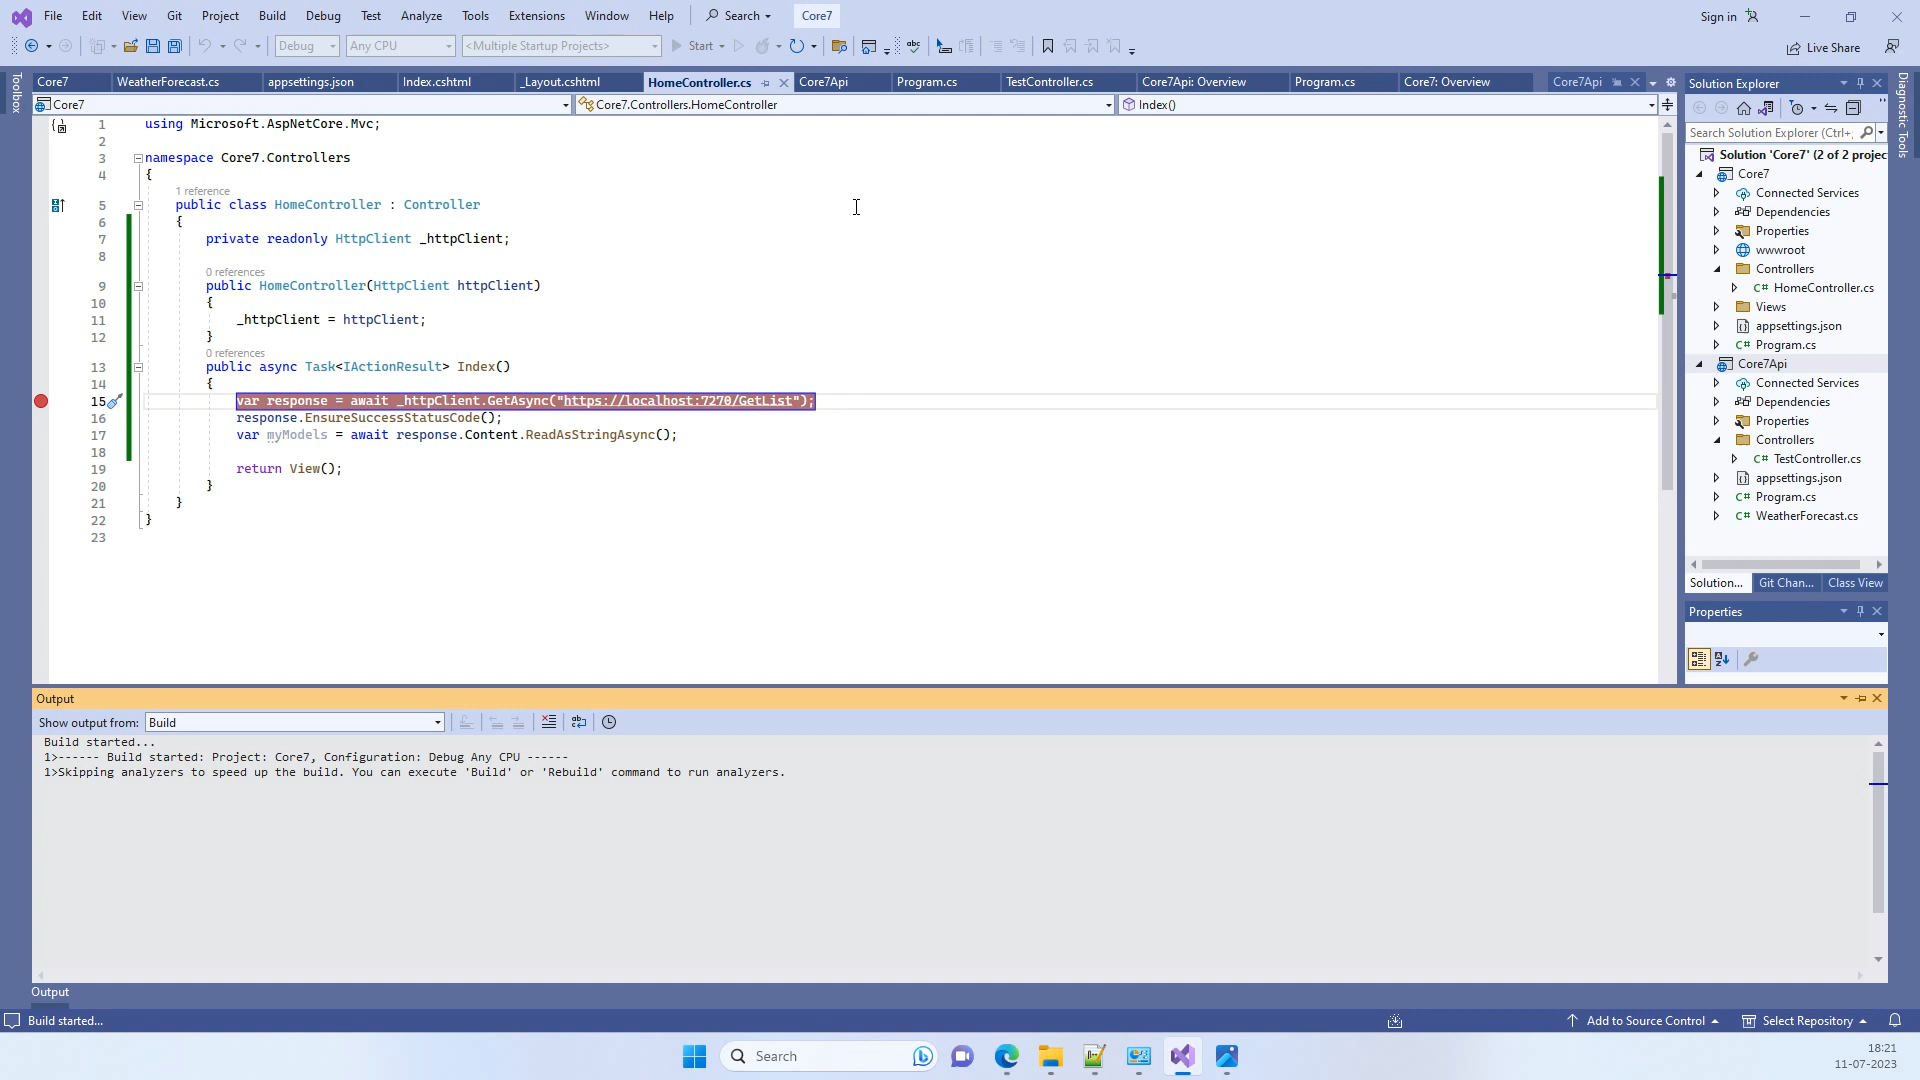 File Edit View Git Project Build Debug Test Analyze Tools Extensions Window Help Search Core7 Sign in
Debug Any CPU <Multiple Startup Projects> Start Live Share
Toolbox
Core7 WeatherForecast.cs appsettings.json Index.cshtml _Layout.cshtml HomeController.cs Core7Api Program.cs TestController.cs Core7Api: Overview Program.cs Core7: Overview Core7Api
Core7 Core7.Controllers.HomeController Index()
1 using Microsoft.AspNetCore.Mvc;
2
3 namespace Core7.Controllers
4 {
1 reference
5 public class HomeController : Controller
6 {
7 private readonly HttpClient _httpClient;
8
0 references
9 public HomeController(HttpClient httpClient)
10 {
11 _httpClient = httpClient;
12 }
0 references
13 public async Task<IActionResult> Index()
14 {
15 var response = await _httpClient.GetAsync("https://localhost:7270/GetList");
16 response.EnsureSuccessStatusCode();
17 var myModels = await response.Content.ReadAsStringAsync();
18
19 return View();
20 }
21 }
22 }
23
Solution Explorer
Search Solution Explorer (Ctrl+;
Solution 'Core7' (2 of 2 projec
Core7
Connected Services
Dependencies
Properties
wwwroot
Controllers
C# HomeController.cs
Views
appsettings.json
C# Program.cs
Core7Api
Connected Services
Dependencies
Properties
Controllers
C# TestController.cs
appsettings.json
C# Program.cs
C# WeatherForecast.cs
Solution... Git Chan... Class View
Properties
Diagnostic Tools
Output
Show output from: Build
Build started...
1>------ Build started: Project: Core7, Configuration: Debug Any CPU ------
1>Skipping analyzers to speed up the build. You can execute 'Build' or 'Rebuild' command to run analyzers.
Output
Build started... Add to Source Control Select Repository
Search
18:21
11-07-2023